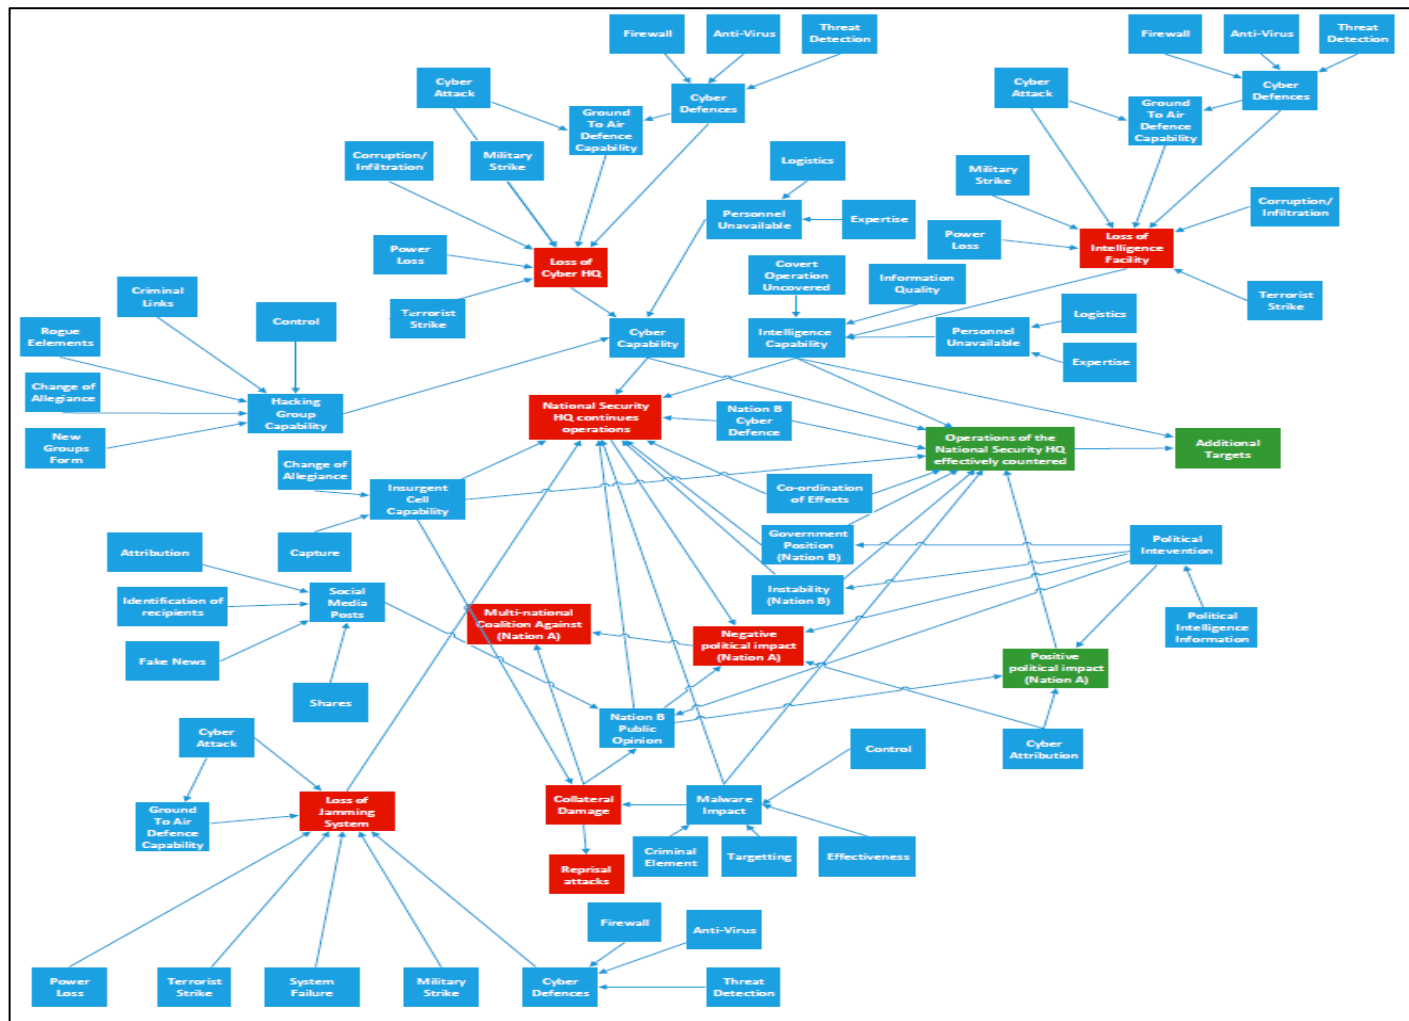 Firewall
Anti-Virus
Threat
Detection
Firewall
Anti-Virus
Threat
Detection
Cyber
Attack
Cyber
Defences
Ground
To Air
Defence
Capability
Cyber
Attack
Cyber
Defences
Ground
To Air
Defence
Capability
Corruption/
Infiltration
Military
Strike
Logistics
Military
Strike
Personnel
Unavailable
Expertise
Corruption/
Infiltration
Power
Loss
Loss of
Cyber HQ
Power
Loss
Loss of
Intelligence
Facility
Covert
Operation
Uncovered
Information
Quality
Criminal
Links
Control
Terrorist
Strike
Terrorist
Strike
Rogue
Eelements
Cyber
Capability
Intelligence
Capability
Personnel
Unavailable
Logistics
Expertise
Change of
Allegiance
Hacking
Group
Capability
New
Groups
Form
National Security
HQ continues
operations
Nation B
Cyber
Defence
Operations of the
National Security HQ
effectively countered
Additional
Targets
Change of
Allegiance
Insurgent
Cell
Capability
Co-ordination
of Effects
Capture
Government
Position
(Nation B)
Political
Intevention
Attribution
Instability
(Nation B)
Identification of
recipients
Social
Media
Posts
Multi-national
Coalition Against
(Nation A)
Negative
political impact
(Nation A)
Political
Intelligence
Information
Fake News
Positive
political impact
(Nation A)
Shares
Nation B
Public
Opinion
Cyber
Attack
Cyber
Attribution
Control
Loss of
Jamming
System
Ground
To Air
Defence
Capability
Collateral
Damage
Malware
Impact
Reprisal
attacks
Criminal
Element
Targetting
Effectiveness
Firewall
Anti-Virus
Power
Loss
Terrorist
Strike
System
Failure
Military
Strike
Cyber
Defences
Threat
Detection